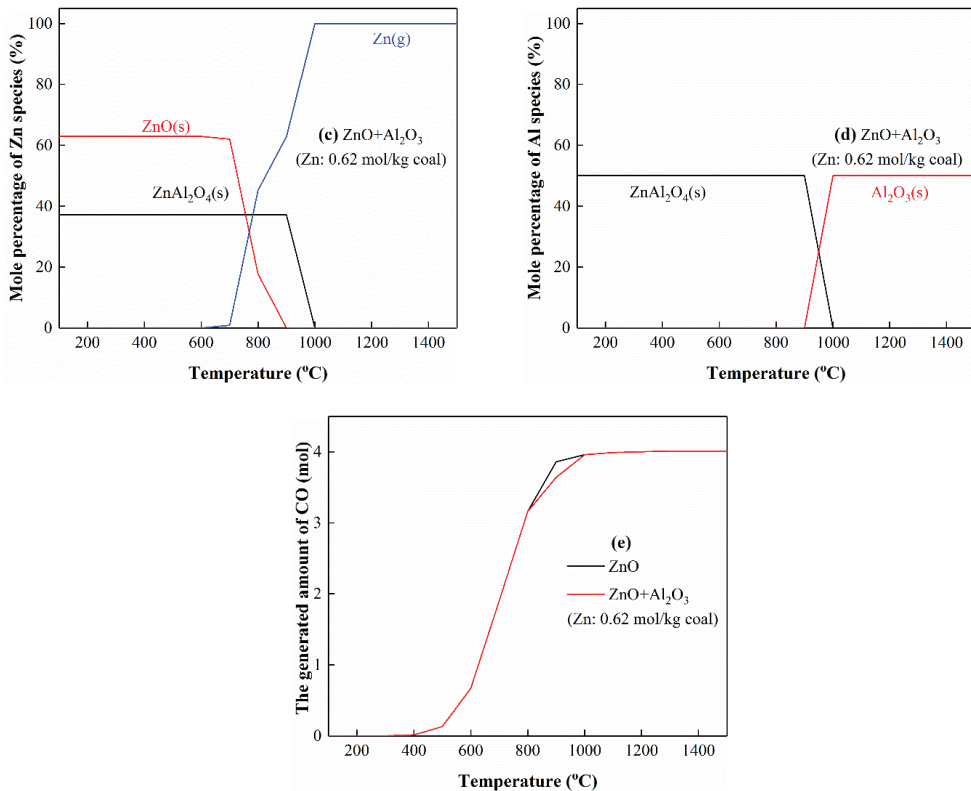 Mole percentage of Zn species (%)
100
80
60
40
20
0
Zn(g)
ZnO(s)
(c) ZnO+Al₂O₃
(Zn: 0.62 mol/kg coal)
ZnAl₂O₄(s)
200 400 600 800 1000 1200 1400
Temperature (°C)
Mole percentage of Al species (%)
100
80
60
40
20
0
(d) ZnO+Al₂O₃
(Zn: 0.62 mol/kg coal)
ZnAl₂O₄(s)
Al₂O₃(s)
200 400 600 800 1000 1200 1400
Temperature (°C)
The generated amount of CO (mol)
4
3
2
1
0
(e)
ZnO
ZnO+Al₂O₃
(Zn: 0.62 mol/kg coal)
200 400 600 800 1000 1200 1400
Temperature (°C)